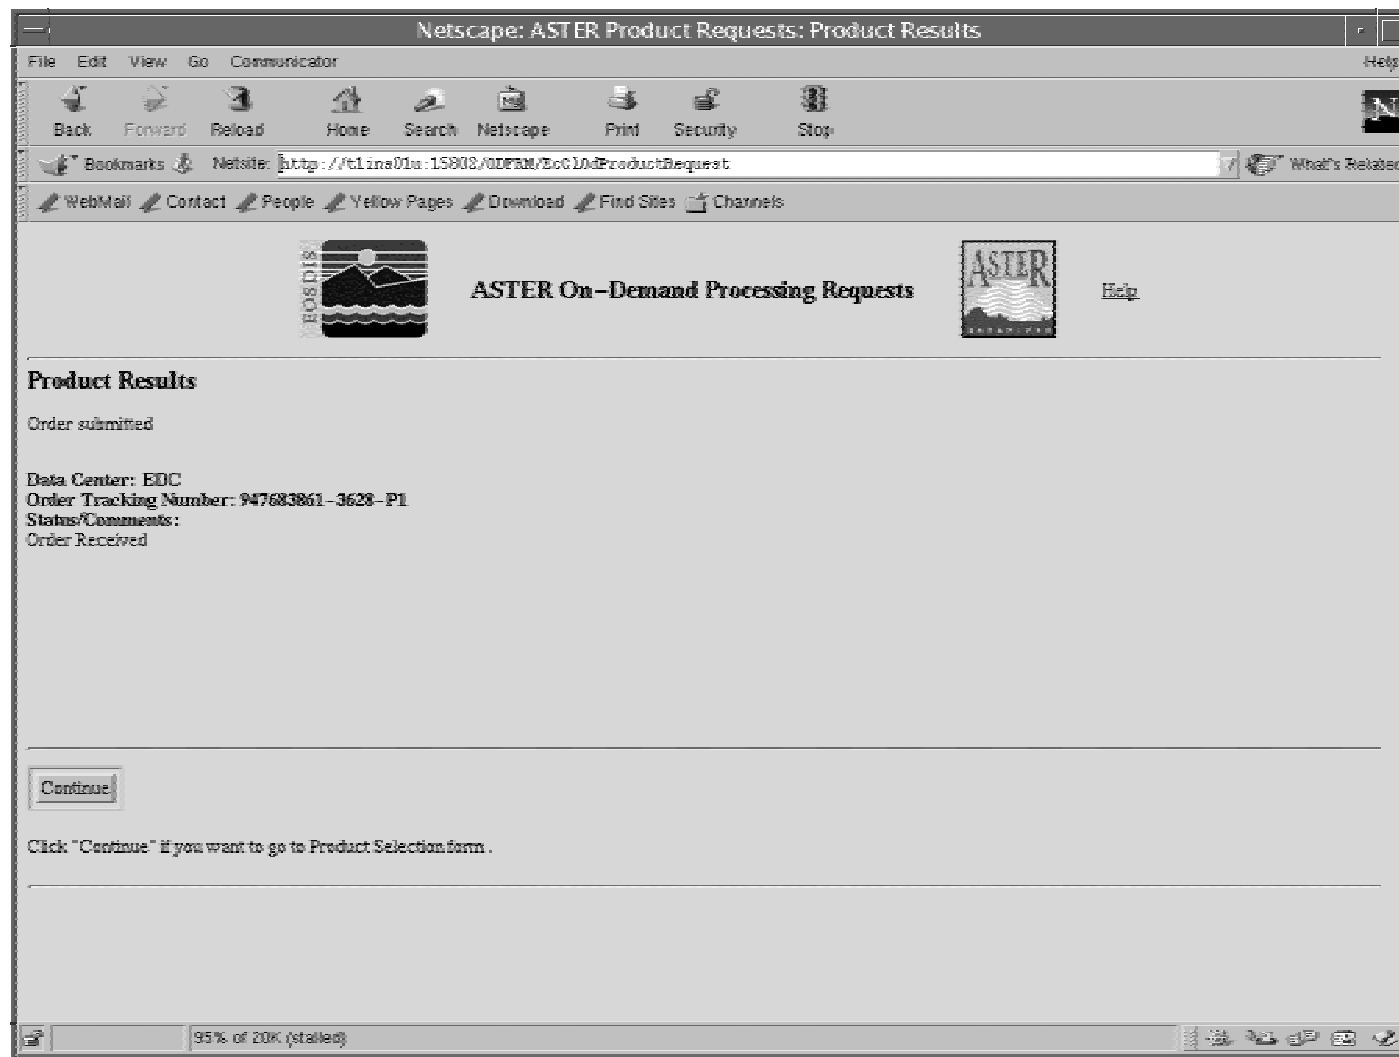 Netscape: ASTER Product Requests: Product Results
File Edit View Go Communicator Help
Back Forward Reload Home Search Netscape Print Security Stop
Bookmarks Netsite: http://t1ins01u:15802/ODFRM/EcClOdProductRequest What's Related
WebMail Contact People Yellow Pages Download Find Sites Channels
EOSDIS ASTER On-Demand Processing Requests ASTER Help
Product Results
Order submitted
Data Center: EDC
Order Tracking Number: 947683861-3628-P1
Status/Comments:
Order Received
Continue
Click "Continue" if you want to go to Product Selection form .
95% of 20K (stalled)